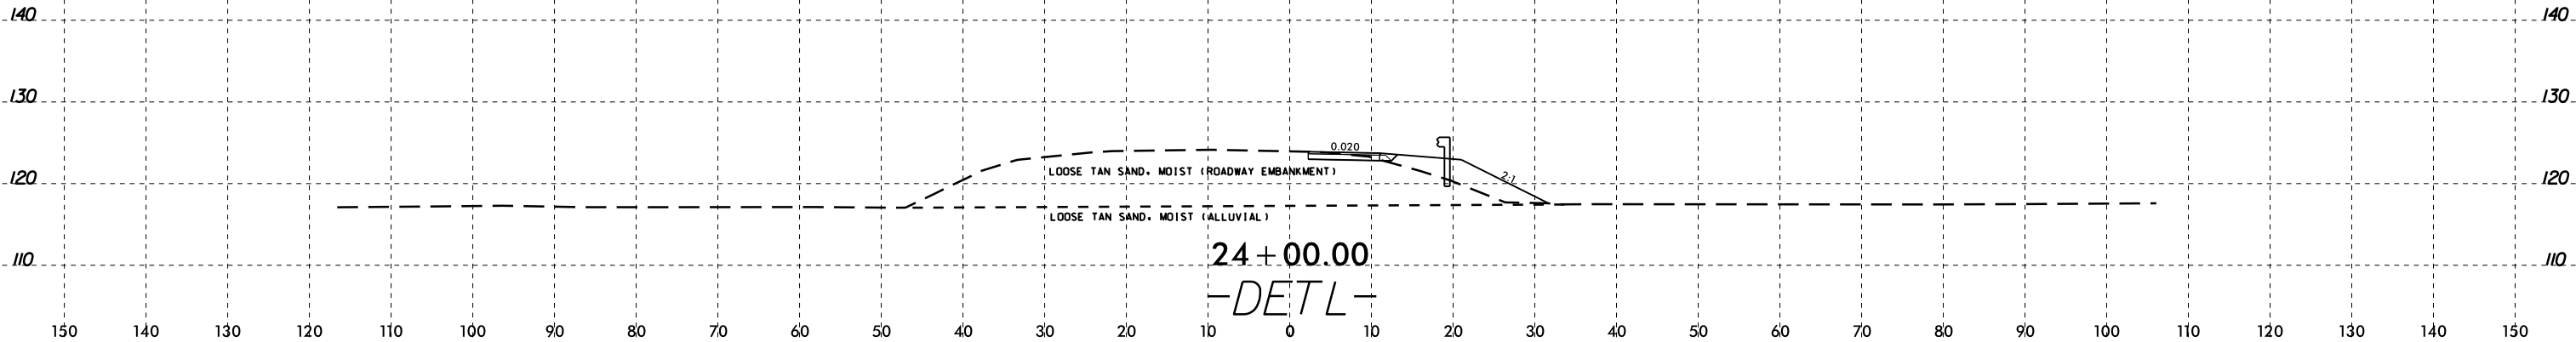 140 140
130 130
0.020
LOOSE TAN SAND, MOIST (ROADWAY EMBANKMENT)
2:1
120 120
LOOSE TAN SAND, MOIST (ALLUVIAL)
24+00.00
110 110
-DETL-
150 140 130 120 110 100 90 80 70 60 50 40 30 20 10 0 10 20 30 40 50 60 70 80 90 100 110 120 130 140 150